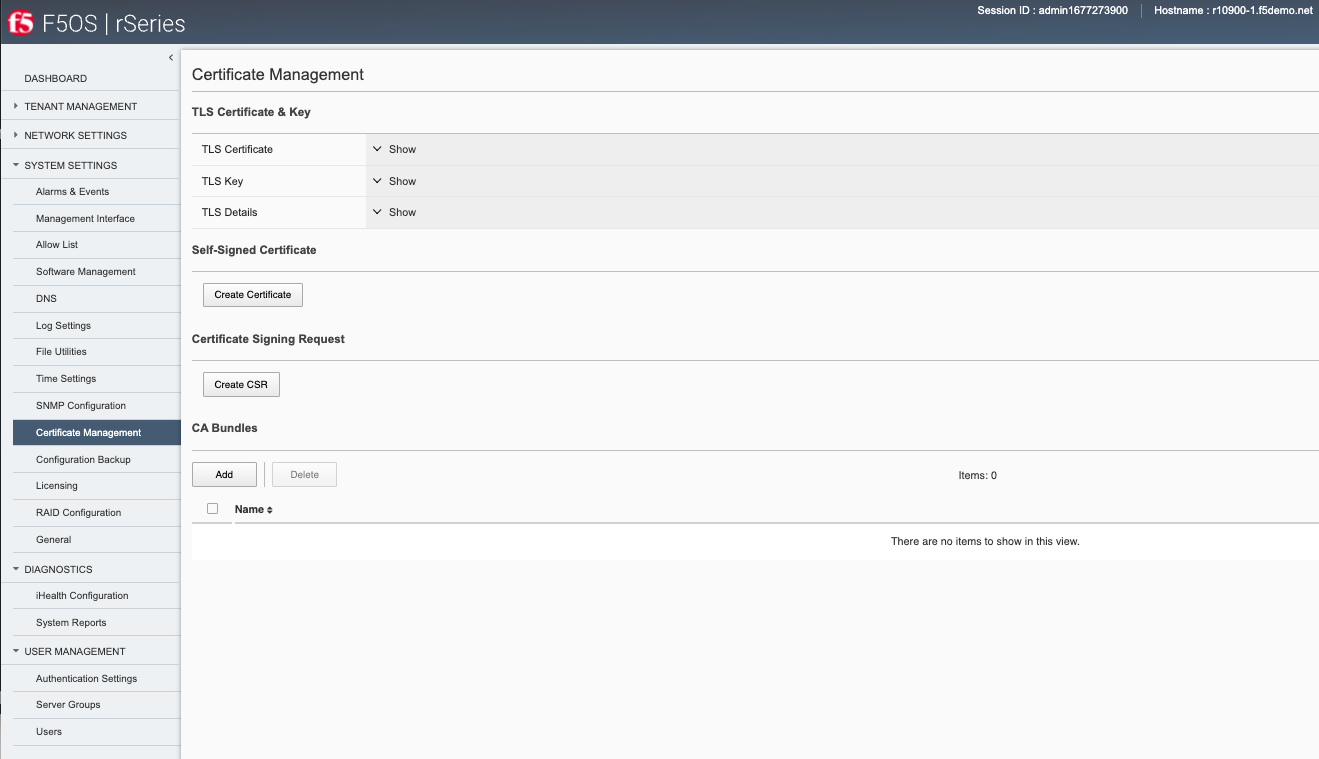 f5 F5OS | rSeries
Session ID : admin1677273900 | Hostname : r10900-1.f5demo.net
DASHBOARD
TENANT MANAGEMENT
NETWORK SETTINGS
SYSTEM SETTINGS
Alarms & Events
Management Interface
Allow List
Software Management
DNS
Log Settings
File Utilities
Time Settings
SNMP Configuration
Certificate Management
Configuration Backup
Licensing
RAID Configuration
General
DIAGNOSTICS
iHealth Configuration
System Reports
USER MANAGEMENT
Authentication Settings
Server Groups
Users
Certificate Management
TLS Certificate & Key
TLS Certificate Show
TLS Key Show
TLS Details Show
Self-Signed Certificate
Create Certificate
Certificate Signing Request
Create CSR
CA Bundles
Add Delete Items: 0
Name
There are no items to show in this view.